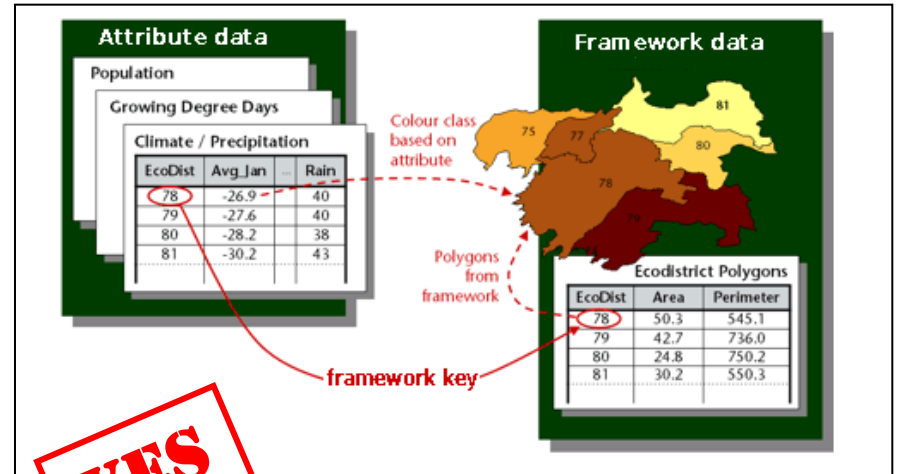 Attribute data
Population
Growing Degree Days
Climate / Precipitation
EcoDist Avg_Jan ... Rain
78 -26.9 40
79 -27.6 40
80 -28.2 38
81 -30.2 43
Colour class
based on
attribute
Polygons
from
framework
framework key
Framework data
81
75
77
80
78
79
Ecodistrict Polygons
EcoDist Area Perimeter
78 50.3 545.1
79 42.7 736.0
80 24.8 750.2
81 30.2 550.3
YES